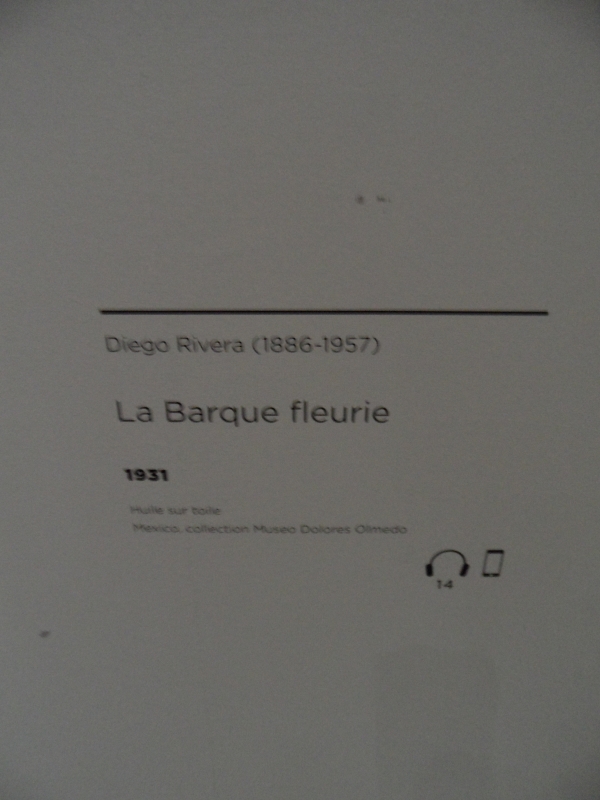 Diego Rivera (1886-1957)
La Barque fleurie
1931
Huile sur toile
Mexico, collection Museo Dolores Olmedo
14